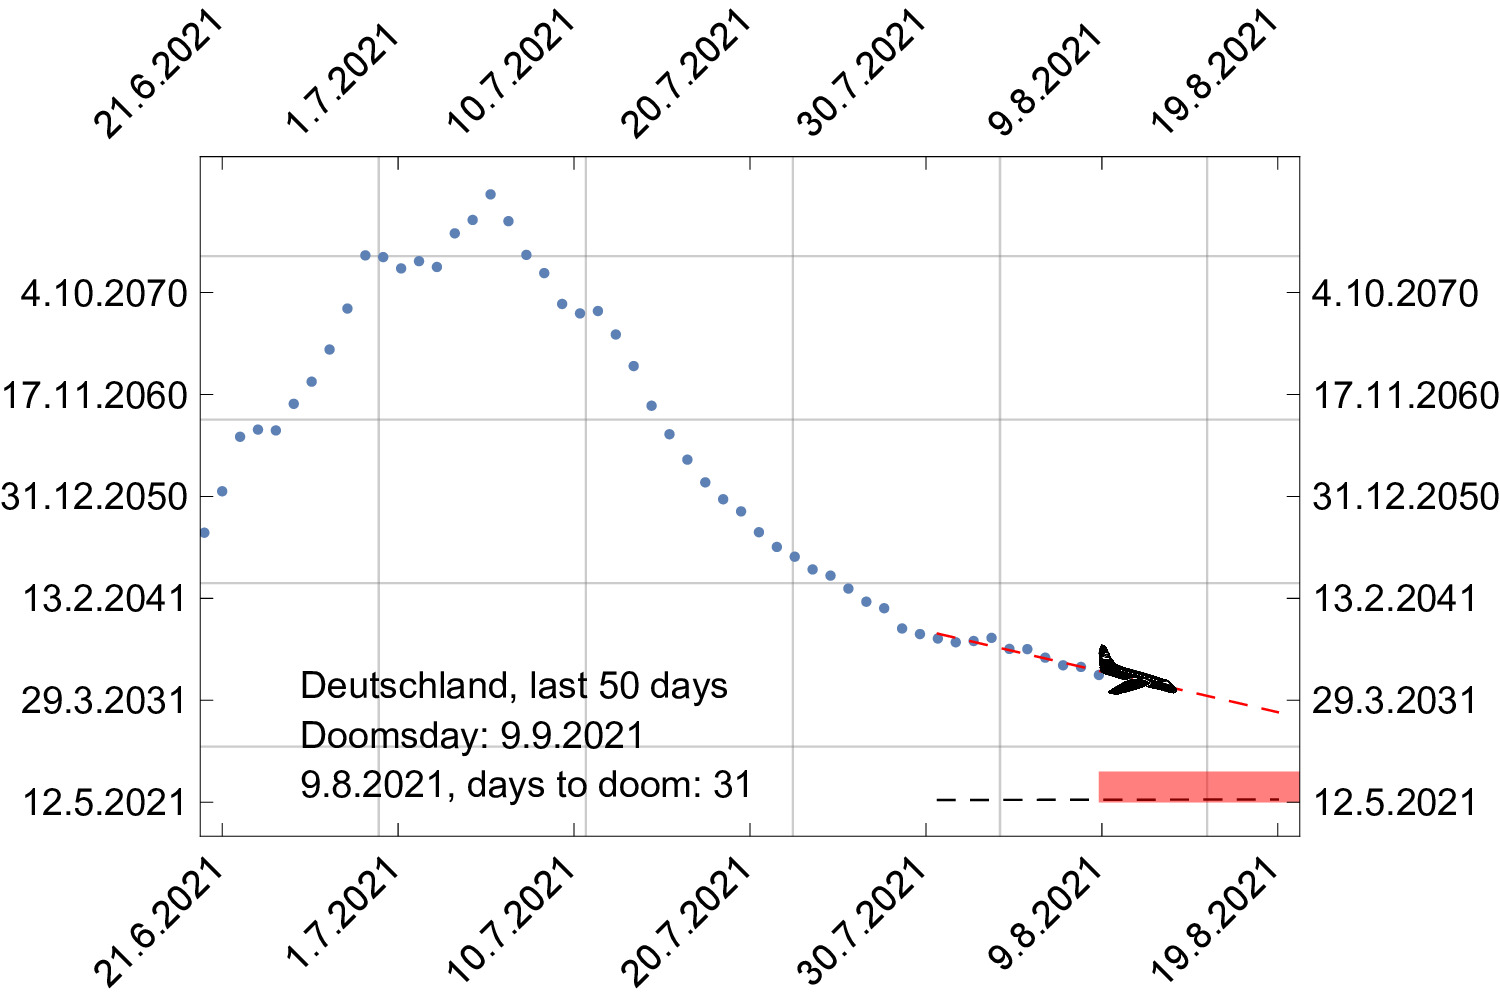 21.6.2021 1.7.2021 10.7.2021 20.7.2021 30.7.2021 9.8.2021 19.8.2021
4.10.2070 4.10.2070
17.11.2060 17.11.2060
31.12.2050 31.12.2050
13.2.2041 13.2.2041
29.3.2031 29.3.2031
12.5.2021 12.5.2021
Deutschland, last 50 days
Doomsday: 9.9.2021
9.8.2021, days to doom: 31
21.6.2021 1.7.2021 10.7.2021 20.7.2021 30.7.2021 9.8.2021 19.8.2021